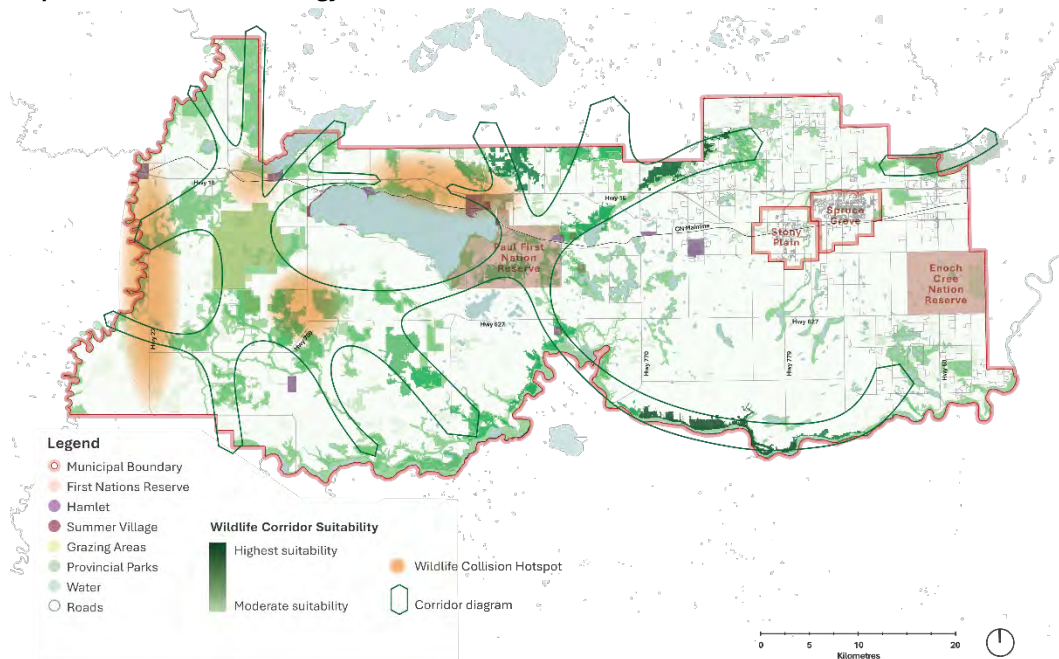 Hwy 16
Hwy 16
CN Mainline
Spruce
Grove
Stony
Plain
Paul First
Nation
Reserve
Enoch
Cree
Nation
Reserve
Hwy 627
Hwy 627
Hwy 22
Hwy 770
Hwy 779
Hwy 60
Legend
Municipal Boundary
First Nations Reserve
Hamlet
Summer Village
Grazing Areas
Provincial Parks
Water
Roads
Wildlife Corridor Suitability
Highest suitability
Moderate suitability
Wildlife Collision Hotspot
Corridor diagram
0 5 10 20
Kilometres